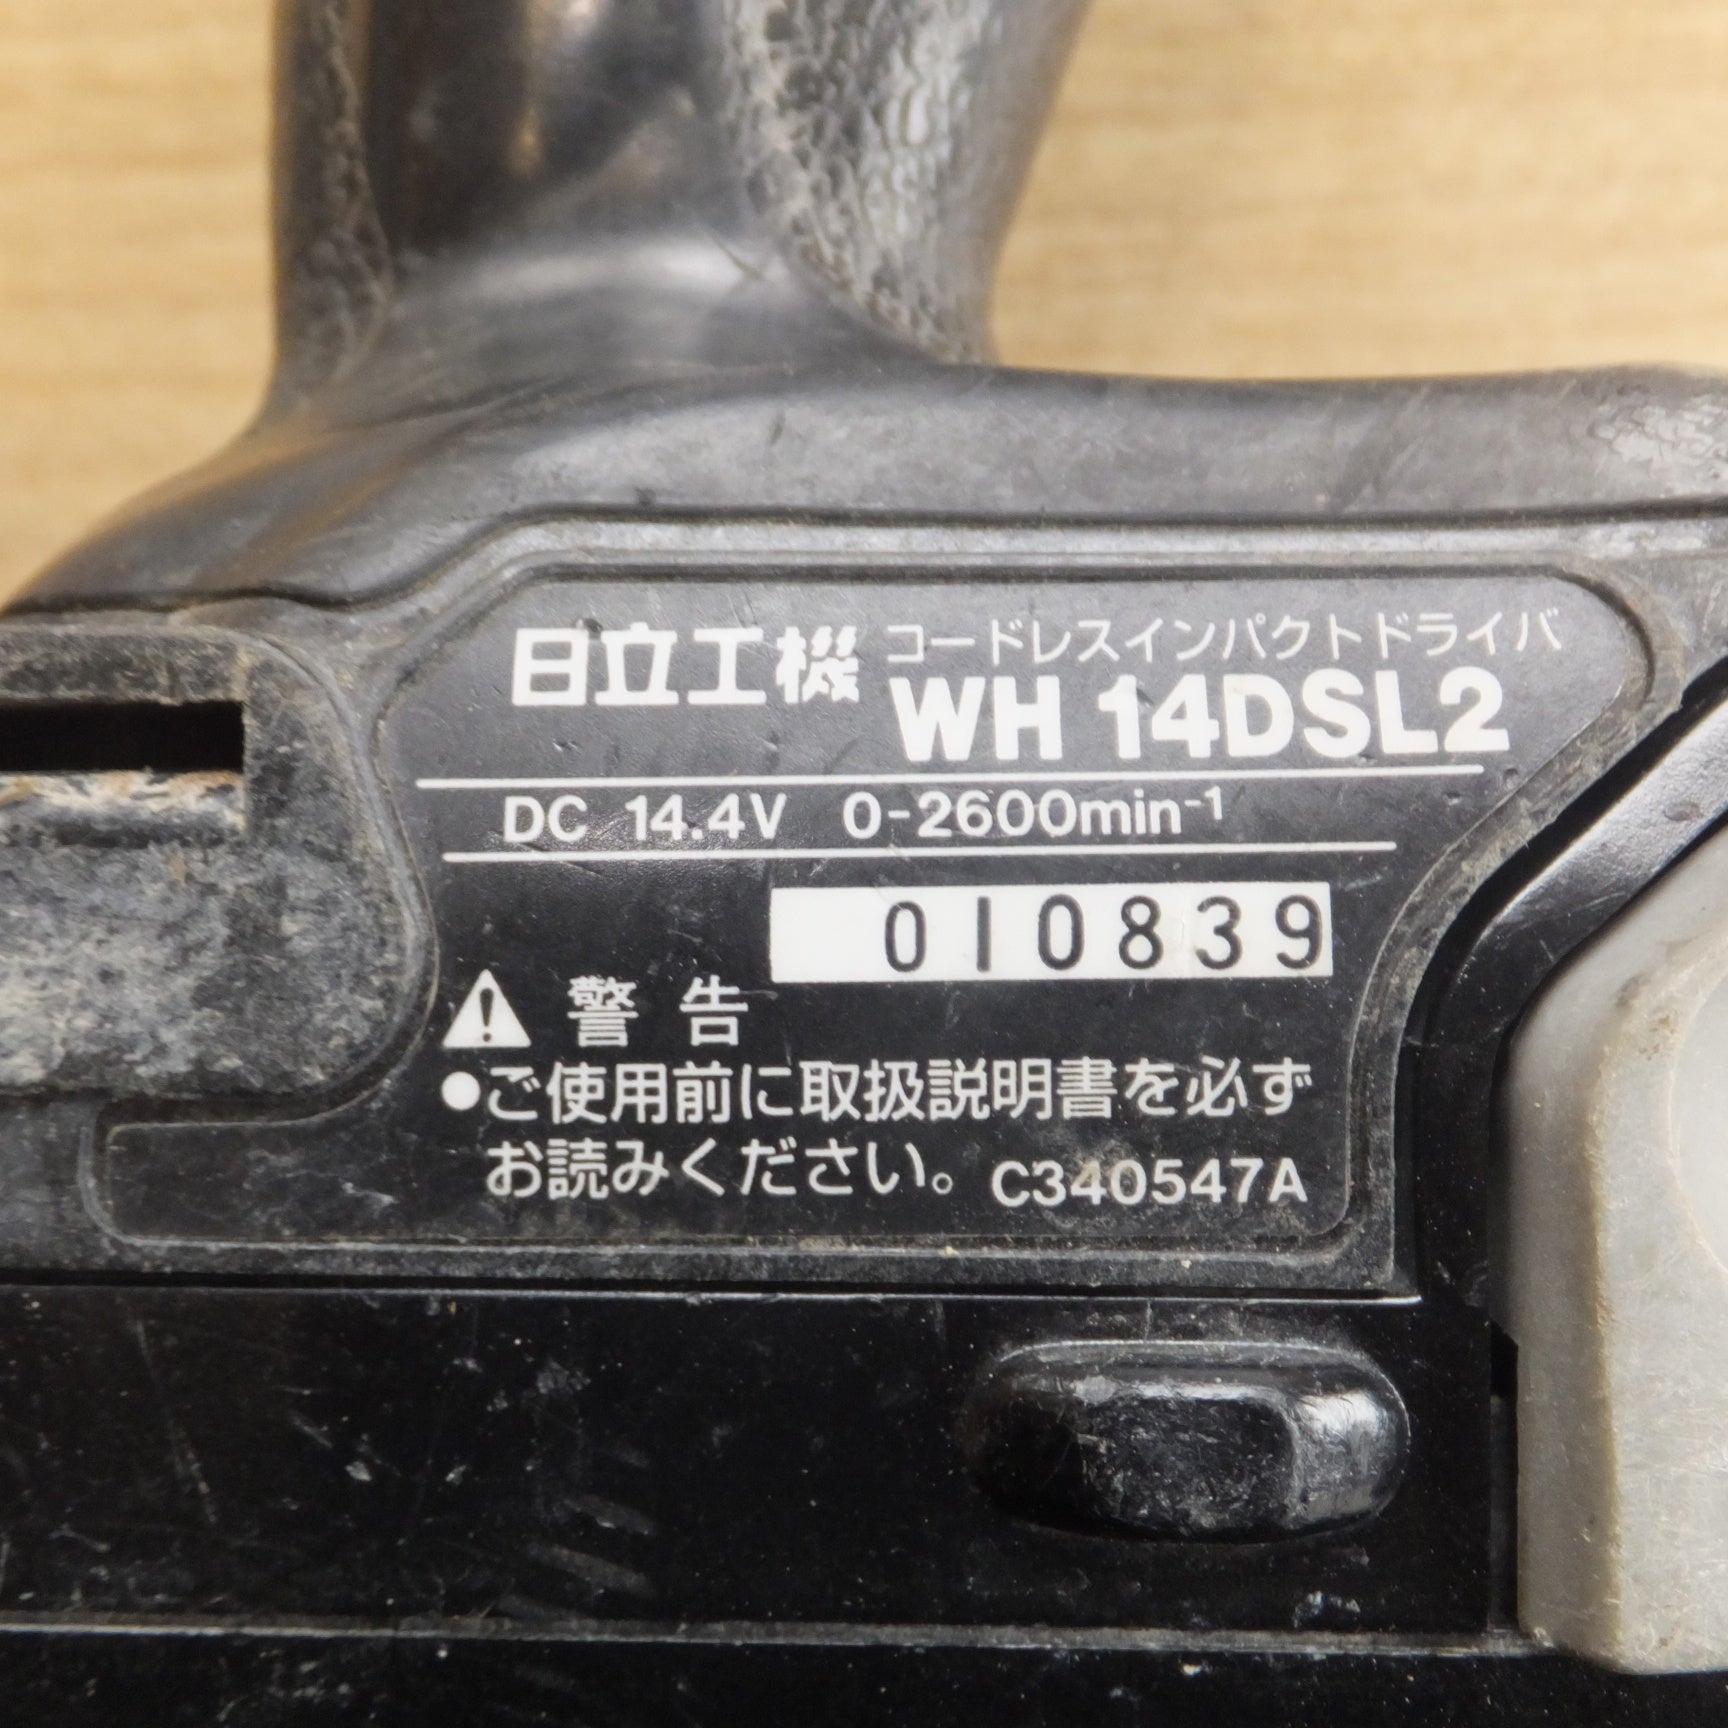 日立工機 コードレスインパクトドライバ
WH 14DSL2
DC 14.4V 0-2600min⁻¹
010839
警告
●ご使用前に取扱説明書を必ず
お読みください。 C340547A